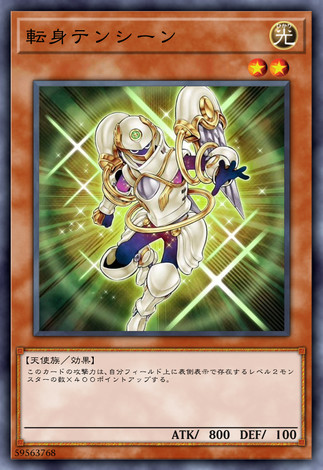 転身テンシーン
光
【天使族／効果】
このカードの攻撃力は、自分フィールド上に表側表示で存在するレベル２モン
スターの数×４００ポイントアップする。
ATK/ 800 DEF/ 100
59563768